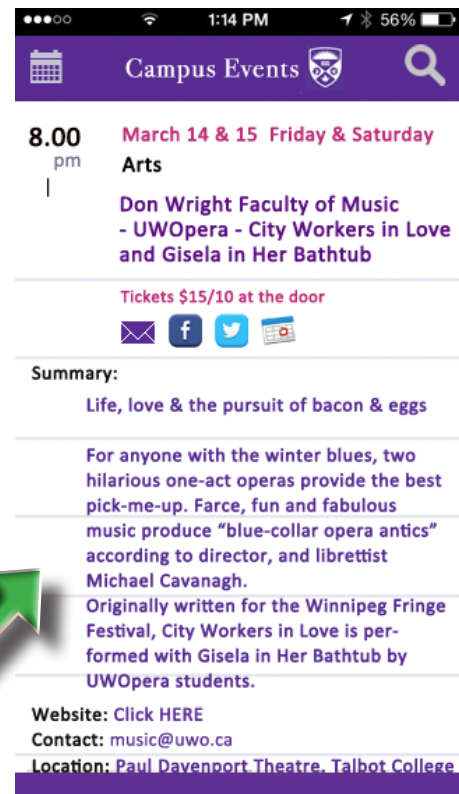 1:14 PM 56%
Campus Events
8.00 March 14 & 15 Friday & Saturday
pm Arts
Don Wright Faculty of Music
- UWOpera - City Workers in Love
and Gisela in Her Bathtub
Tickets $15/10 at the door
Summary:
Life, love & the pursuit of bacon & eggs
For anyone with the winter blues, two
hilarious one-act operas provide the best
pick-me-up. Farce, fun and fabulous
music produce “blue-collar opera antics”
according to director, and librettist
Michael Cavanagh.
Originally written for the Winnipeg Fringe
Festival, City Workers in Love is per-
formed with Gisela in Her Bathtub by
UWOpera students.
Website: Click HERE
Contact: music@uwo.ca
Location: Paul Davenport Theatre, Talbot College